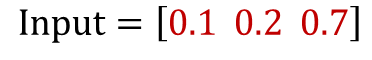 Input = [0.1 0.2 0.7]